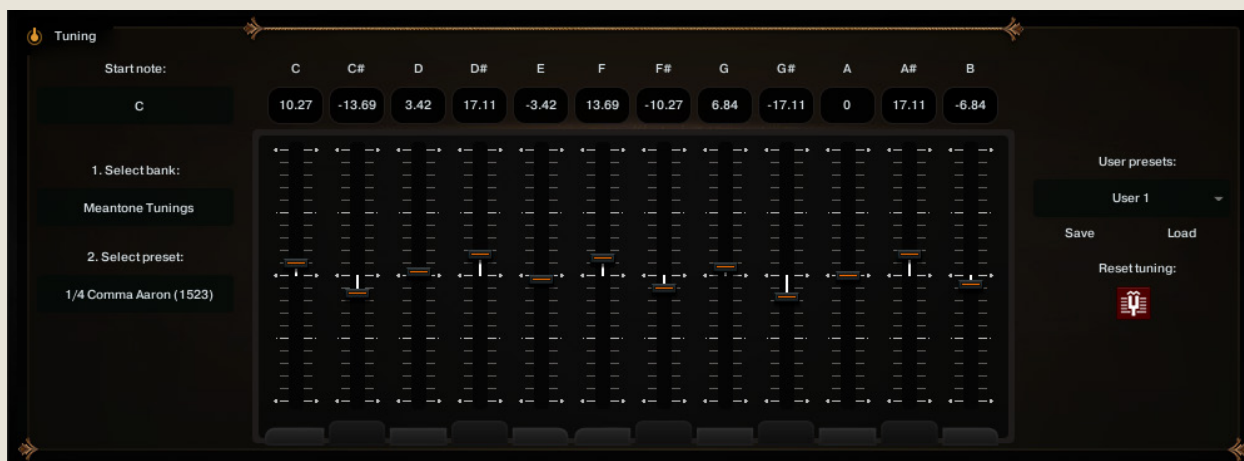 Tuning
Start note:
C C# D D# E F F# G G# A A# B
C
10.27 -13.69 3.42 17.11 -3.42 13.69 -10.27 6.84 -17.11 0 17.11 -6.84
1. Select bank:
Meantone Tunings
2. Select preset:
1/4 Comma Aaron (1523)
User presets:
User 1
Save Load
Reset tuning: